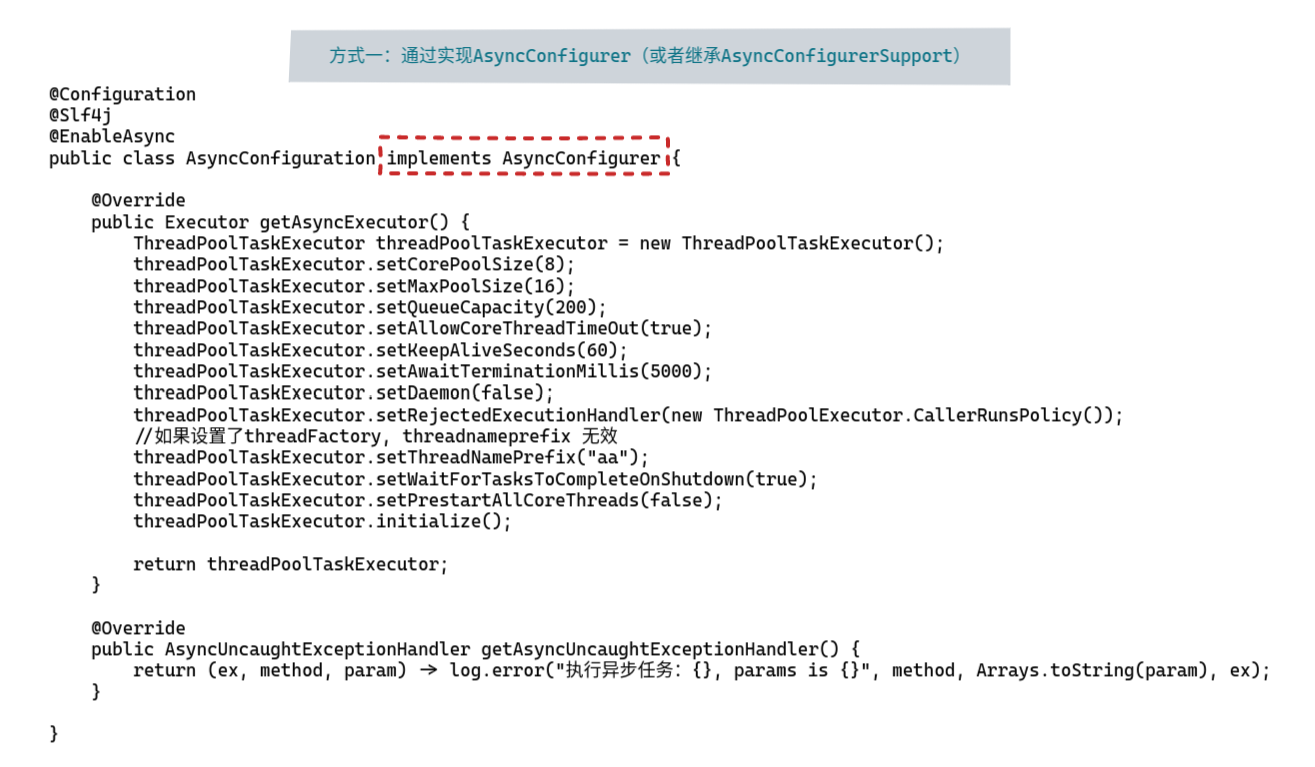 方式一：通过实现AsyncConfigurer（或者继承AsyncConfigurerSupport）
@Configuration
@Slf4j
@EnableAsync
public class AsyncConfiguration implements AsyncConfigurer {
@Override
public Executor getAsyncExecutor() {
ThreadPoolTaskExecutor threadPoolTaskExecutor = new ThreadPoolTaskExecutor();
threadPoolTaskExecutor.setCorePoolSize(8);
threadPoolTaskExecutor.setMaxPoolSize(16);
threadPoolTaskExecutor.setQueueCapacity(200);
threadPoolTaskExecutor.setAllowCoreThreadTimeOut(true);
threadPoolTaskExecutor.setKeepAliveSeconds(60);
threadPoolTaskExecutor.setAwaitTerminationMillis(5000);
threadPoolTaskExecutor.setDaemon(false);
threadPoolTaskExecutor.setRejectedExecutionHandler(new ThreadPoolExecutor.CallerRunsPolicy());
//如果设置了threadFactory, threadnameprefix 无效
threadPoolTaskExecutor.setThreadNamePrefix("aa");
threadPoolTaskExecutor.setWaitForTasksToCompleteOnShutdown(true);
threadPoolTaskExecutor.setPrestartAllCoreThreads(false);
threadPoolTaskExecutor.initialize();
return threadPoolTaskExecutor;
}
@Override
public AsyncUncaughtExceptionHandler getAsyncUncaughtExceptionHandler() {
return (ex, method, param) -> log.error("执行异步任务：{}, params is {}", method, Arrays.toString(param), ex);
}
}